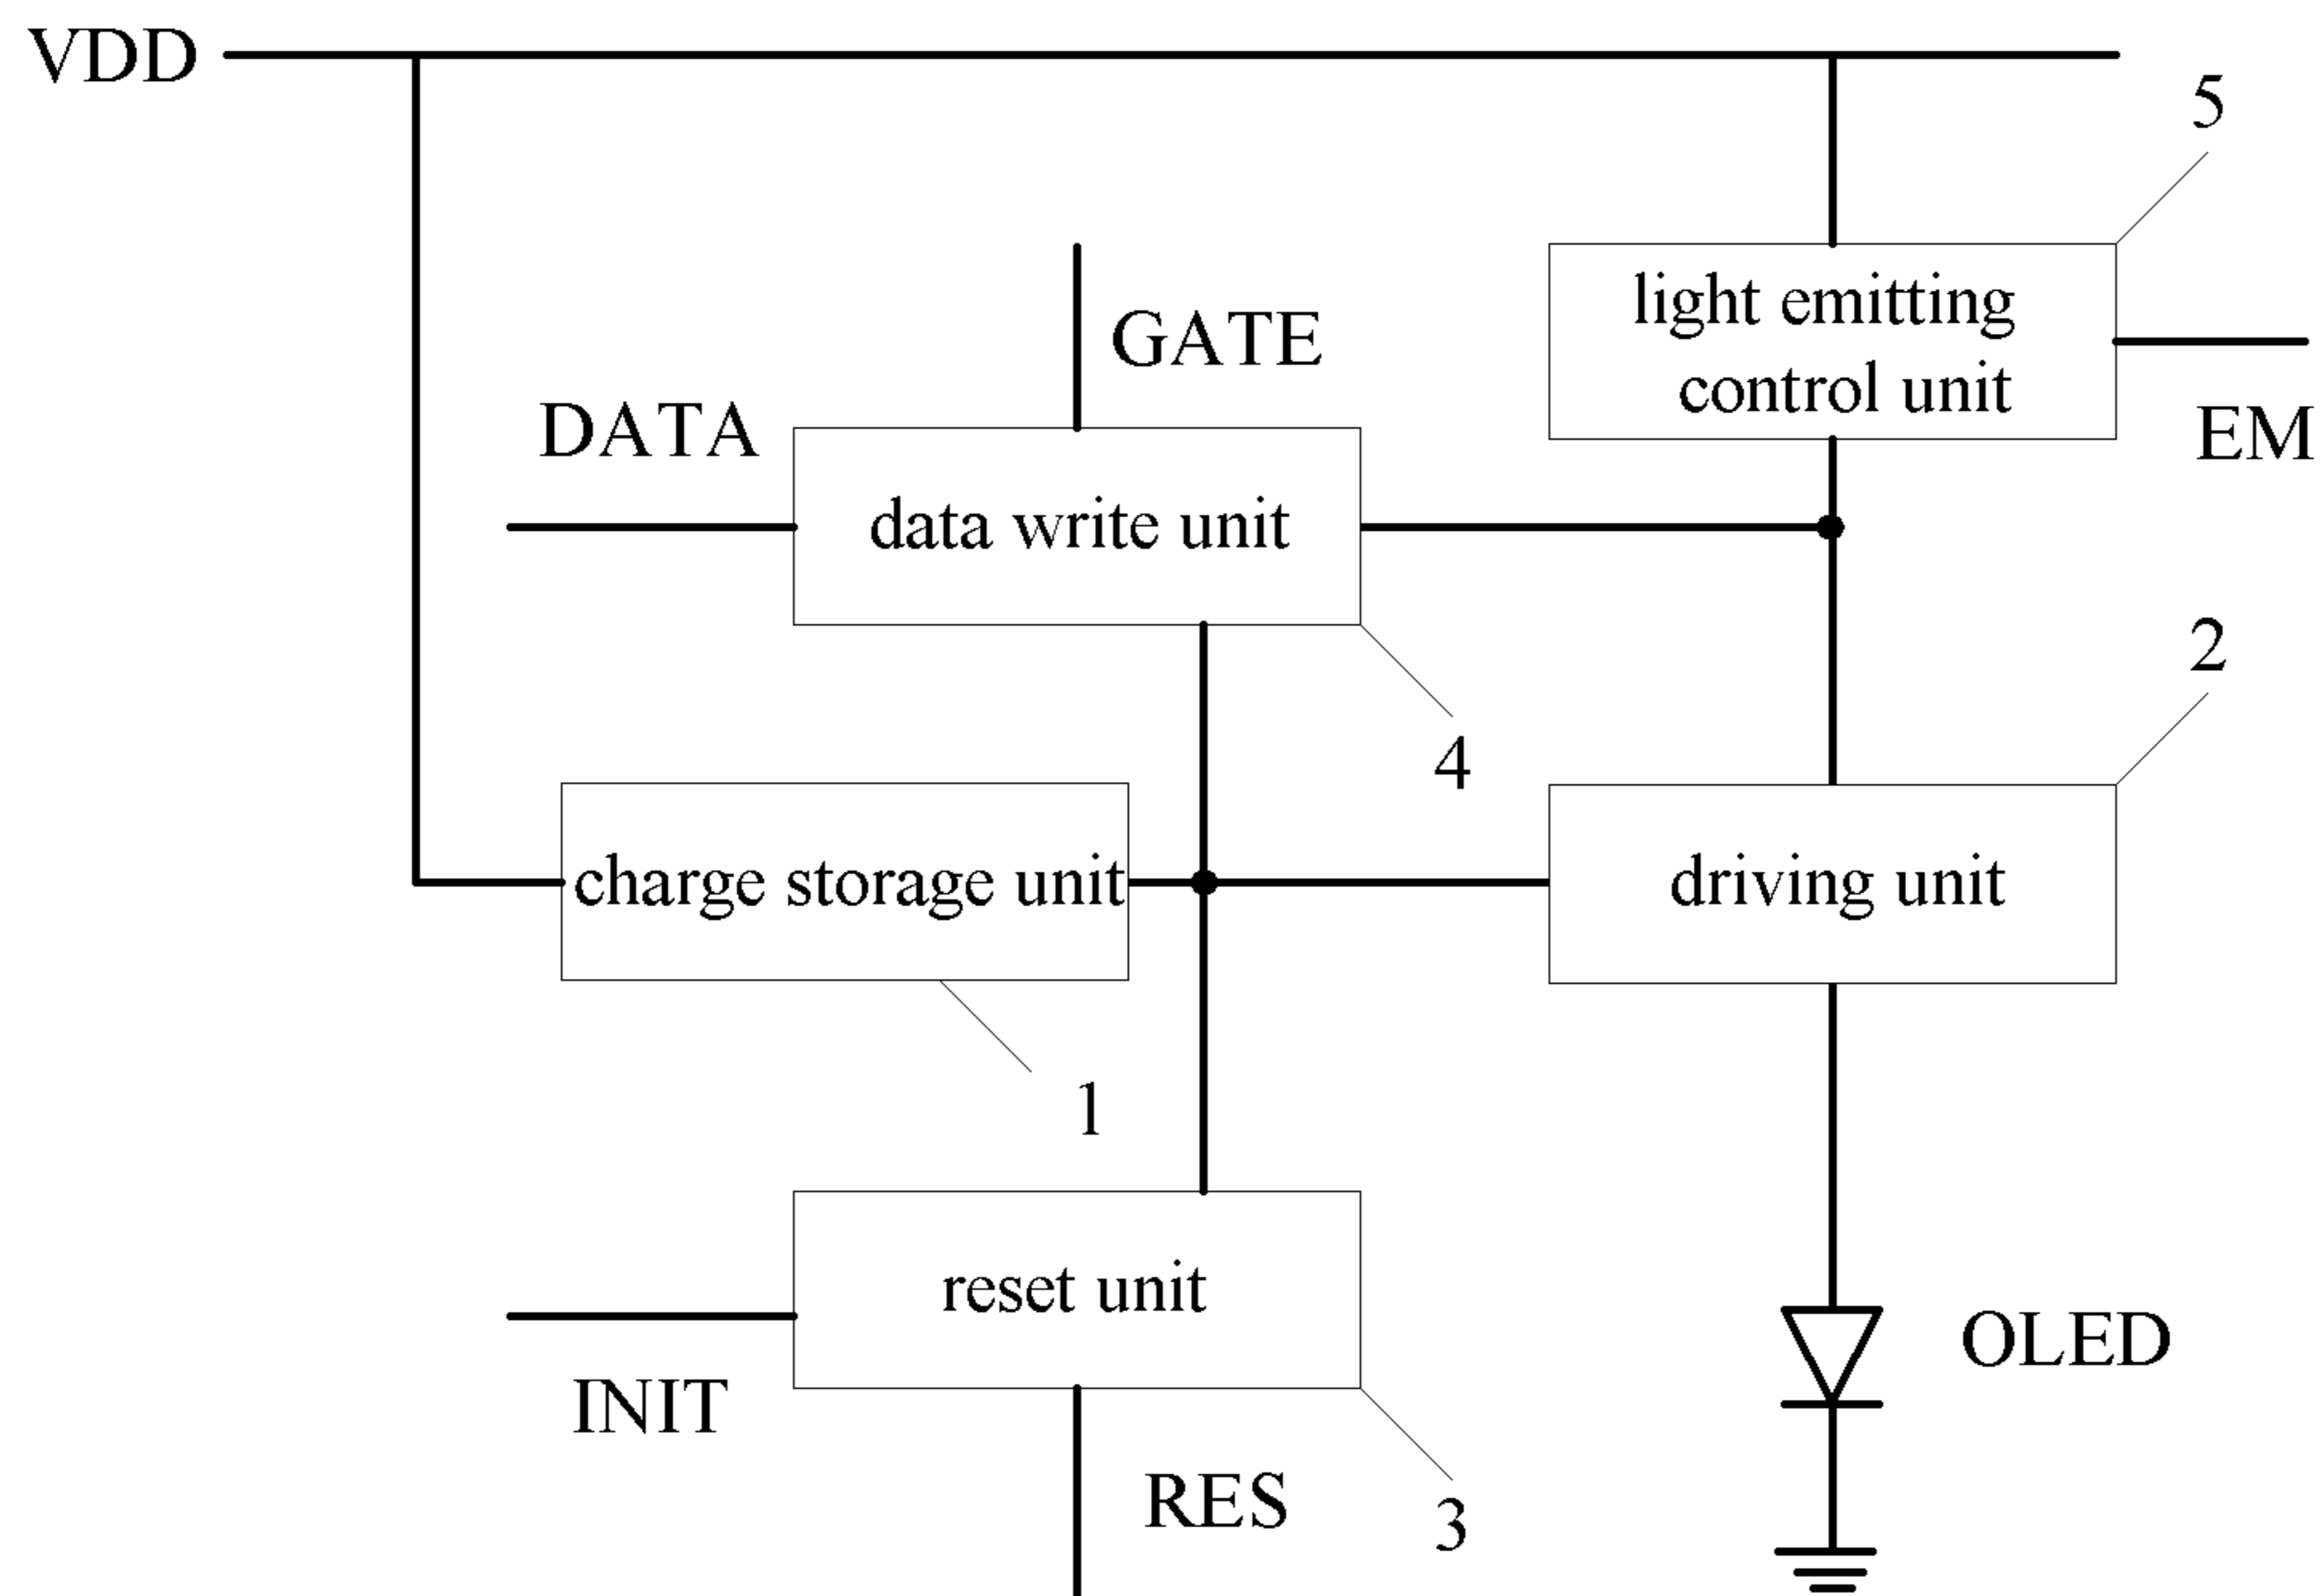 VDD
5
light emitting
control unit
GATE
DATA
EM
data write unit
2
4
charge storage unit
driving unit
1
reset unit
OLED
INIT
RES
3